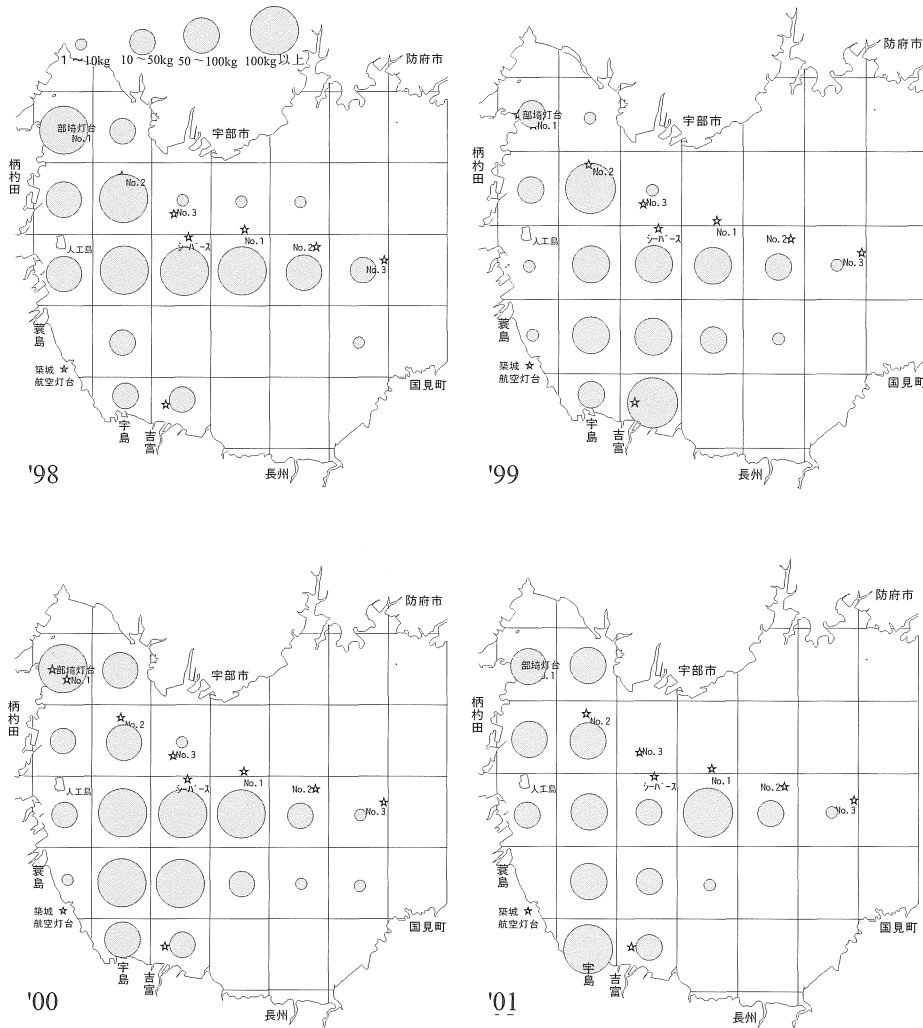 1～10kg 10～50kg 50～100kg 100kg以上
防府市
宇部市
部埼灯台
No.1
柄杓田
No.2
No.3
シーバース
No.1
No.2
No.3
人工島
蓑島
築城
航空灯台
国見町
宇島
吉富
長州
'98
防府市
宇部市
部埼灯台
No.1
柄杓田
No.2
No.3
シーバース
No.1
No.2
No.3
人工島
蓑島
築城
航空灯台
国見町
宇島
吉富
長州
'99
防府市
宇部市
部埼灯台
No.1
柄杓田
No.2
No.3
シーバース
No.1
No.2
No.3
人工島
蓑島
築城
航空灯台
国見町
宇島
吉富
長州
'00
防府市
宇部市
部埼灯台
o.1
柄杓田
No.2
No.3
シーバース
No.1
No.2
No.3
人工島
蓑島
築城
航空灯台
国見町
宇島
吉富
長州
'01